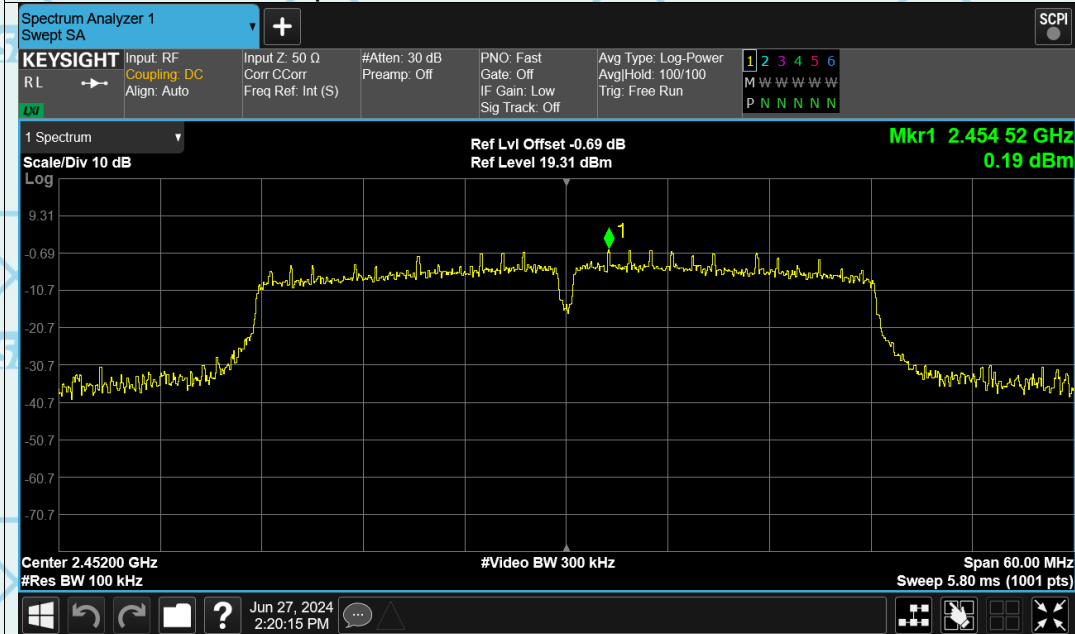 Spectrum Analyzer 1
Swept SA
+
SCPI
KEYSIGHT
RL
LXI
Input: RF
Coupling: DC
Align: Auto
Input Z: 50 Ω
Corr CCorr
Freq Ref: Int (S)
#Atten: 30 dB
Preamp: Off
PNO: Fast
Gate: Off
IF Gain: Low
Sig Track: Off
Avg Type: Log-Power
Avg|Hold: 100/100
Trig: Free Run
1 2 3 4 5 6
M W W W W W
P N N N N N
1 Spectrum
Scale/Div 10 dB
Log
Ref Lvl Offset -0.69 dB
Ref Level 19.31 dBm
Mkr1 2.454 52 GHz
0.19 dBm
1
9.31
-0.69
-10.7
-20.7
-30.7
-40.7
-50.7
-60.7
-70.7
Center 2.45200 GHz
#Res BW 100 kHz
#Video BW 300 kHz
Span 60.00 MHz
Sweep 5.80 ms (1001 pts)
?
Jun 27, 2024
2:20:15 PM